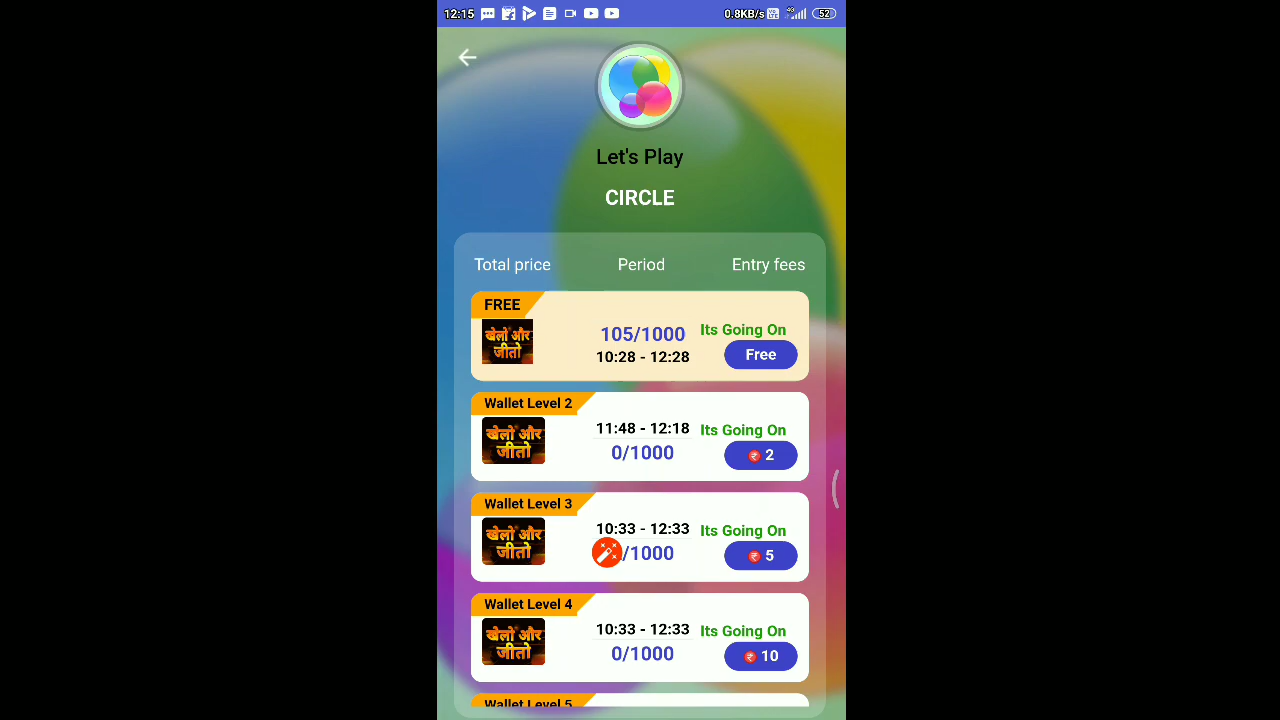 12:15 0.8KB/s 4G 52
Let's Play
CIRCLE
Total price Period Entry fees
FREE
खेलों और
जीतो
105/1000
10:28 - 12:28
Its Going On
Free
Wallet Level 2
खेलों और
जीतो
11:48 - 12:18
0/1000
Its Going On
₹ 2
Wallet Level 3
खेलों और
जीतो
10:33 - 12:33
/1000
Its Going On
₹ 5
Wallet Level 4
खेलों और
जीतो
10:33 - 12:33
0/1000
Its Going On
₹ 10
Wallet Level 5